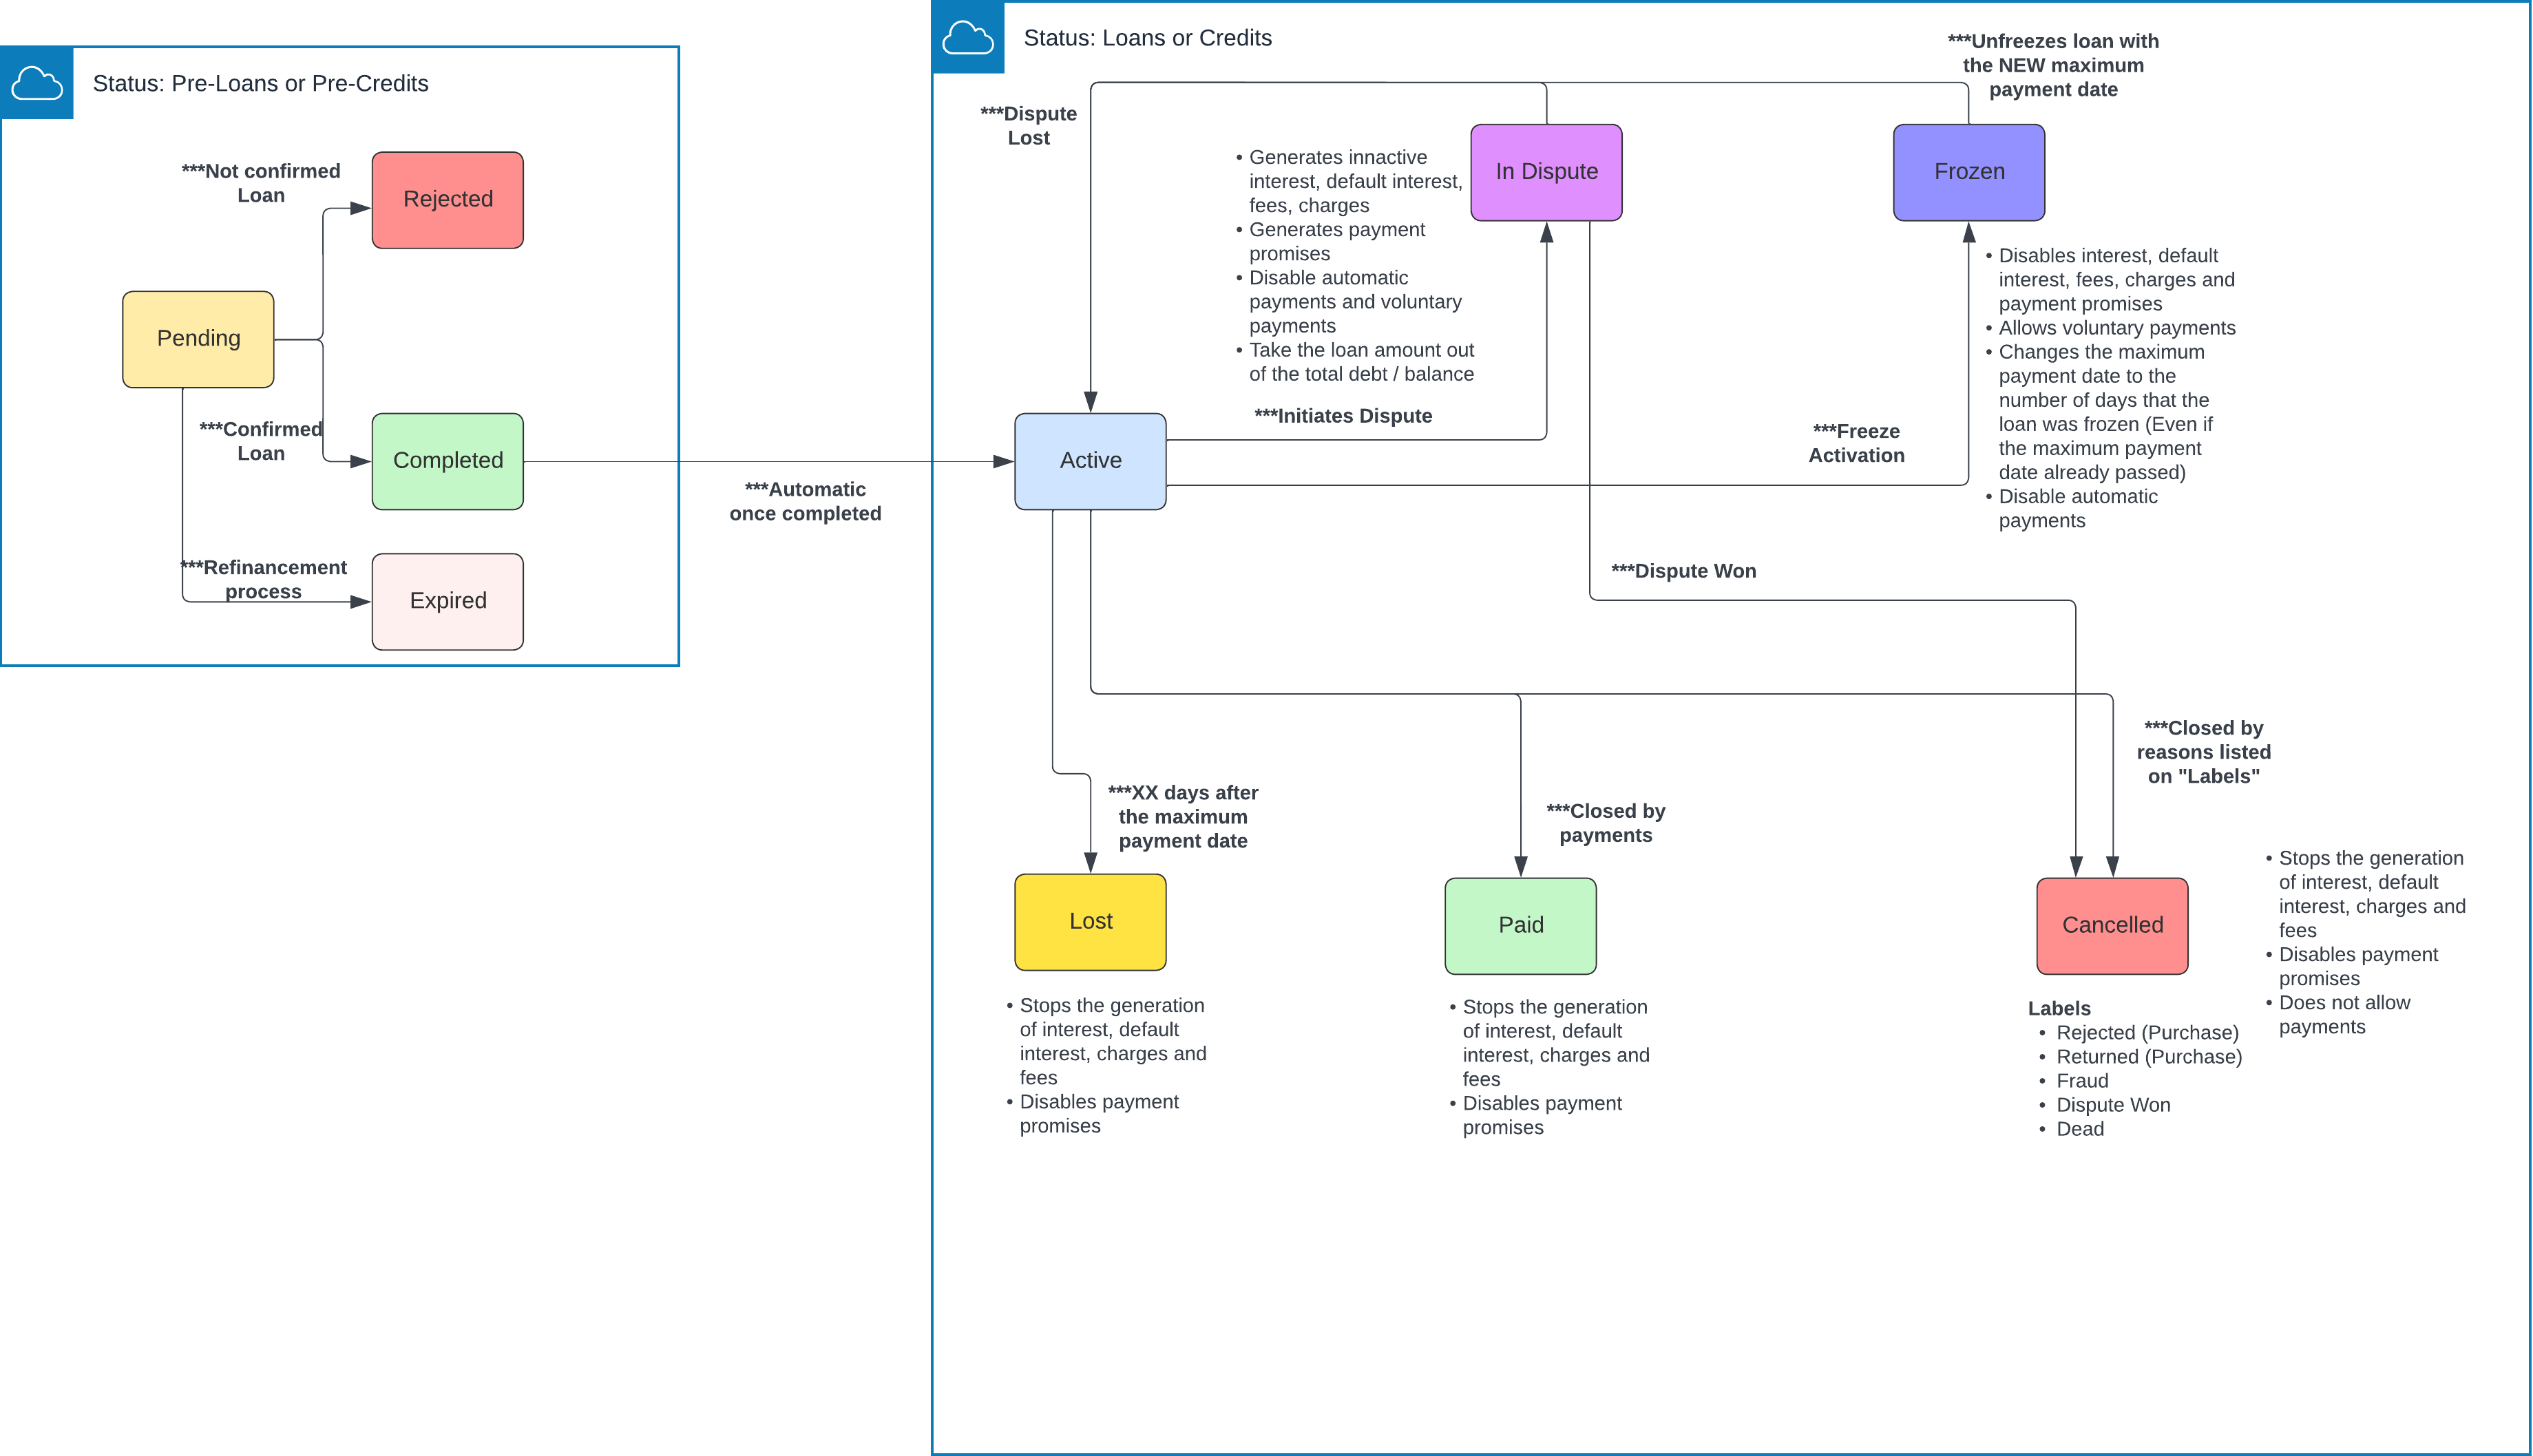 Status: Pre-Loans or Pre-Credits
***Not confirmed
Loan
Rejected
Pending
***Confirmed
Loan
Completed
***Refinancement
process
Expired
***Automatic
once completed
Status: Loans or Credits
***Unfreezes loan with
the NEW maximum
payment date
***Dispute
Lost
• Generates innactive
interest, default interest,
fees, charges
• Generates payment
promises
• Disable automatic
payments and voluntary
payments
• Take the loan amount out
of the total debt / balance
In Dispute
Frozen
• Disables interest, default
interest, fees, charges and
payment promises
• Allows voluntary payments
• Changes the maximum
payment date to the
number of days that the
loan was frozen (Even if
the maximum payment
date already passed)
• Disable automatic
payments
***Initiates Dispute
***Freeze
Activation
Active
***Dispute Won
***XX days after
the maximum
payment date
***Closed by
payments
***Closed by
reasons listed
on "Labels"
Lost
• Stops the generation
of interest, default
interest, charges and
fees
• Disables payment
promises
Paid
• Stops the generation
of interest, default
interest, charges and
fees
• Disables payment
promises
Cancelled
• Stops the generation
of interest, default
interest, charges and
fees
• Disables payment
promises
• Does not allow
payments
Labels
• Rejected (Purchase)
• Returned (Purchase)
• Fraud
• Dispute Won
• Dead